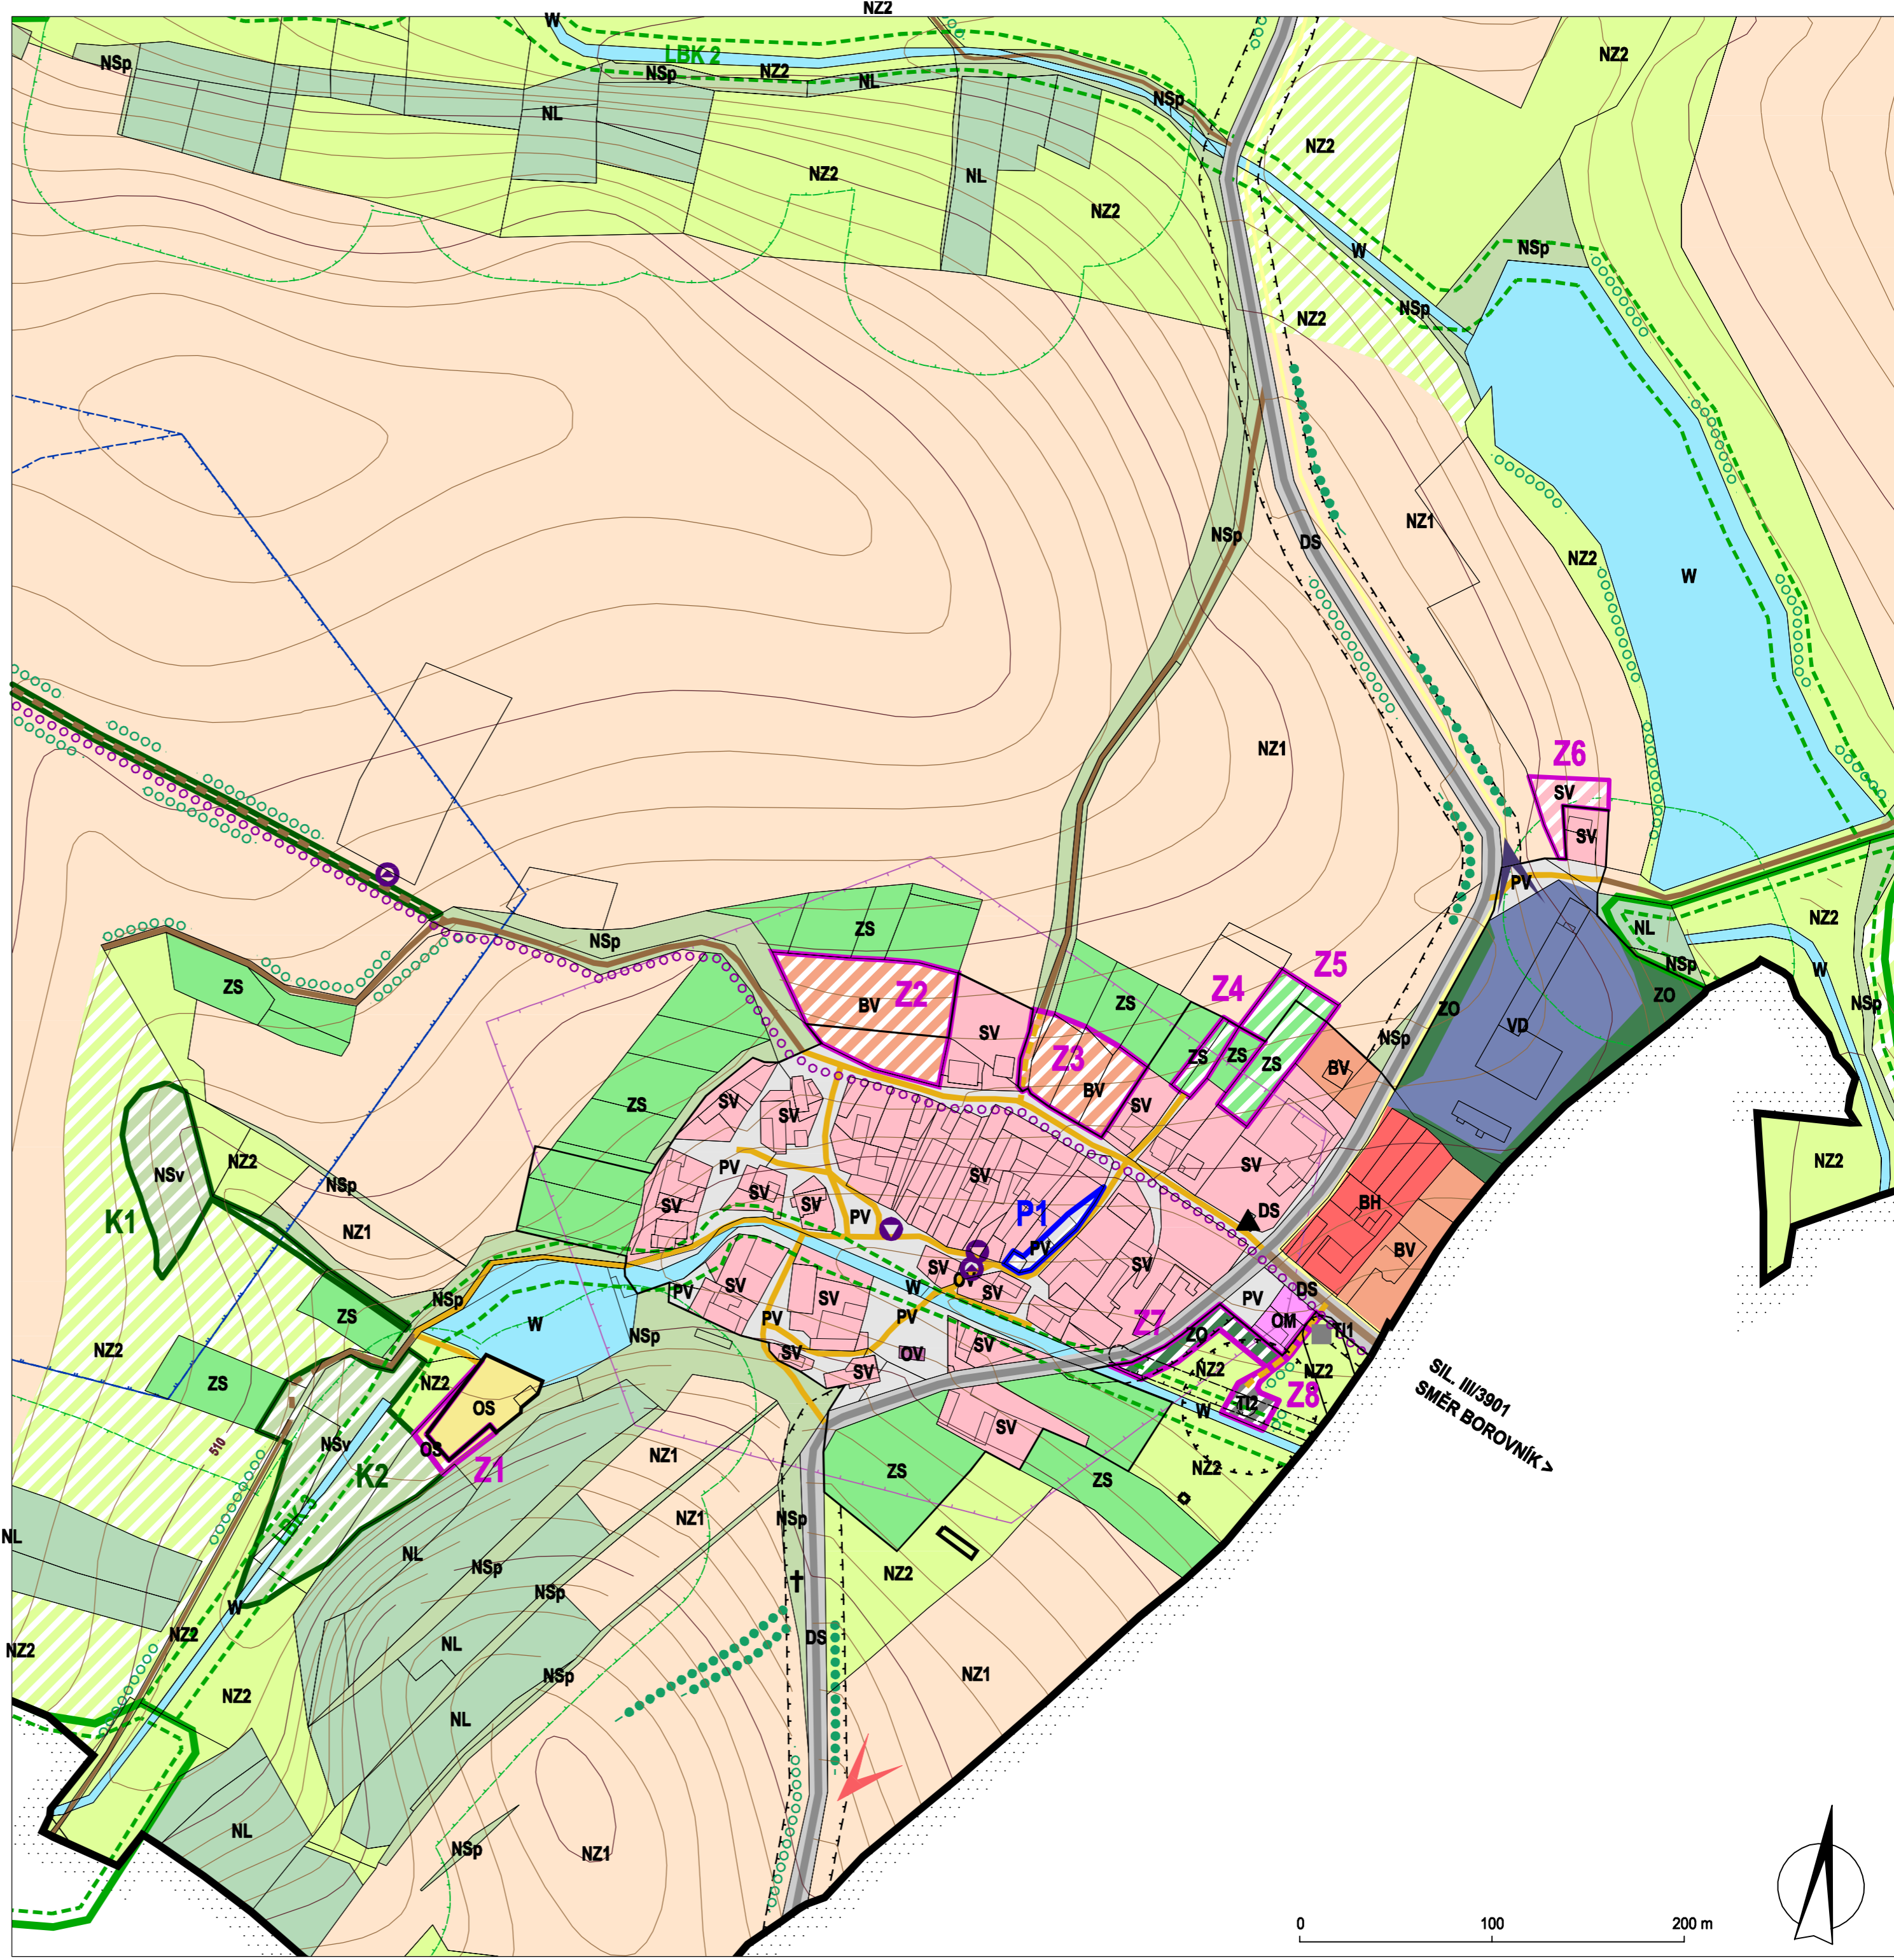 NZ2
W
NSp
LBK 2
NSp
NZ2
NL
NSp
NZ2
NL
NZ2
NZ2
NL
NZ2
NSp
W
NSp
NZ2
NZ1
NSp
DS
NZ2
W
NZ1
Z6
SV
SV
PV
ZS
NL
NZ2
NSp
NSp
W
NSp
ZS
Z2
BV
Z4
Z5
ZO
ZO
VD
SV
ZS
NSp
Z3
ZS
ZS
ZS
BV
BV
SV
ZS
SV
SV
NZ2
NSv
NSp
K1
NZ1
PV
SV
SV
SV
SV
PV
SV
P1
PV
DS
BH
BV
NZ2
SV
SV
OV
SV
W
PV
SV
SV
PV
PV
DS
PV
OM
TI1
NSp
ZS
W
NSp
Z7
ZO
NZ2
ZS
NZ2
OS
OS
Z1
SV
SV
OV
SV
NZ2
NZ2
Z8
TI2
W
SIL. III/3901
SMĚR BOROVNÍK >
510
NSv
K2
LBK 3
NZ1
ZS
SV
ZS
NZ2
NL
NL
NSp
NSp
NZ1
NSp
NZ2
W
NZ2
NZ2
NL
NSp
DS
NZ1
NZ2
NL
NL
NSp
NZ1
0 100 200 m